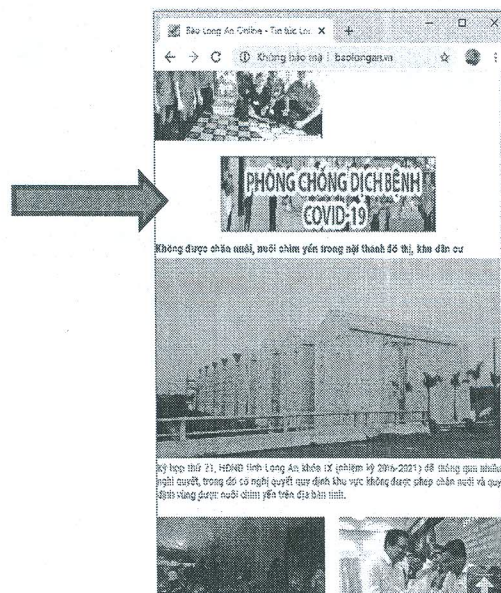 Báo Long An Online - Tin tức Lo
Không bảo mật | baolongan.vn
PHÒNG CHỐNG DỊCH BỆNH
COVID-19
Không được chăn nuôi, nuôi chim yến trong nội thành đô thị, khu dân cư
Kỳ họp thứ 21, HĐND tỉnh Long An khóa IX (nhiệm kỳ 2016-2021) đã thông qua nhiều
nghị quyết, trong đó có nghị quyết quy định khu vực không được phép chăn nuôi và quy
định vùng được nuôi chim yến trên địa bàn tỉnh.